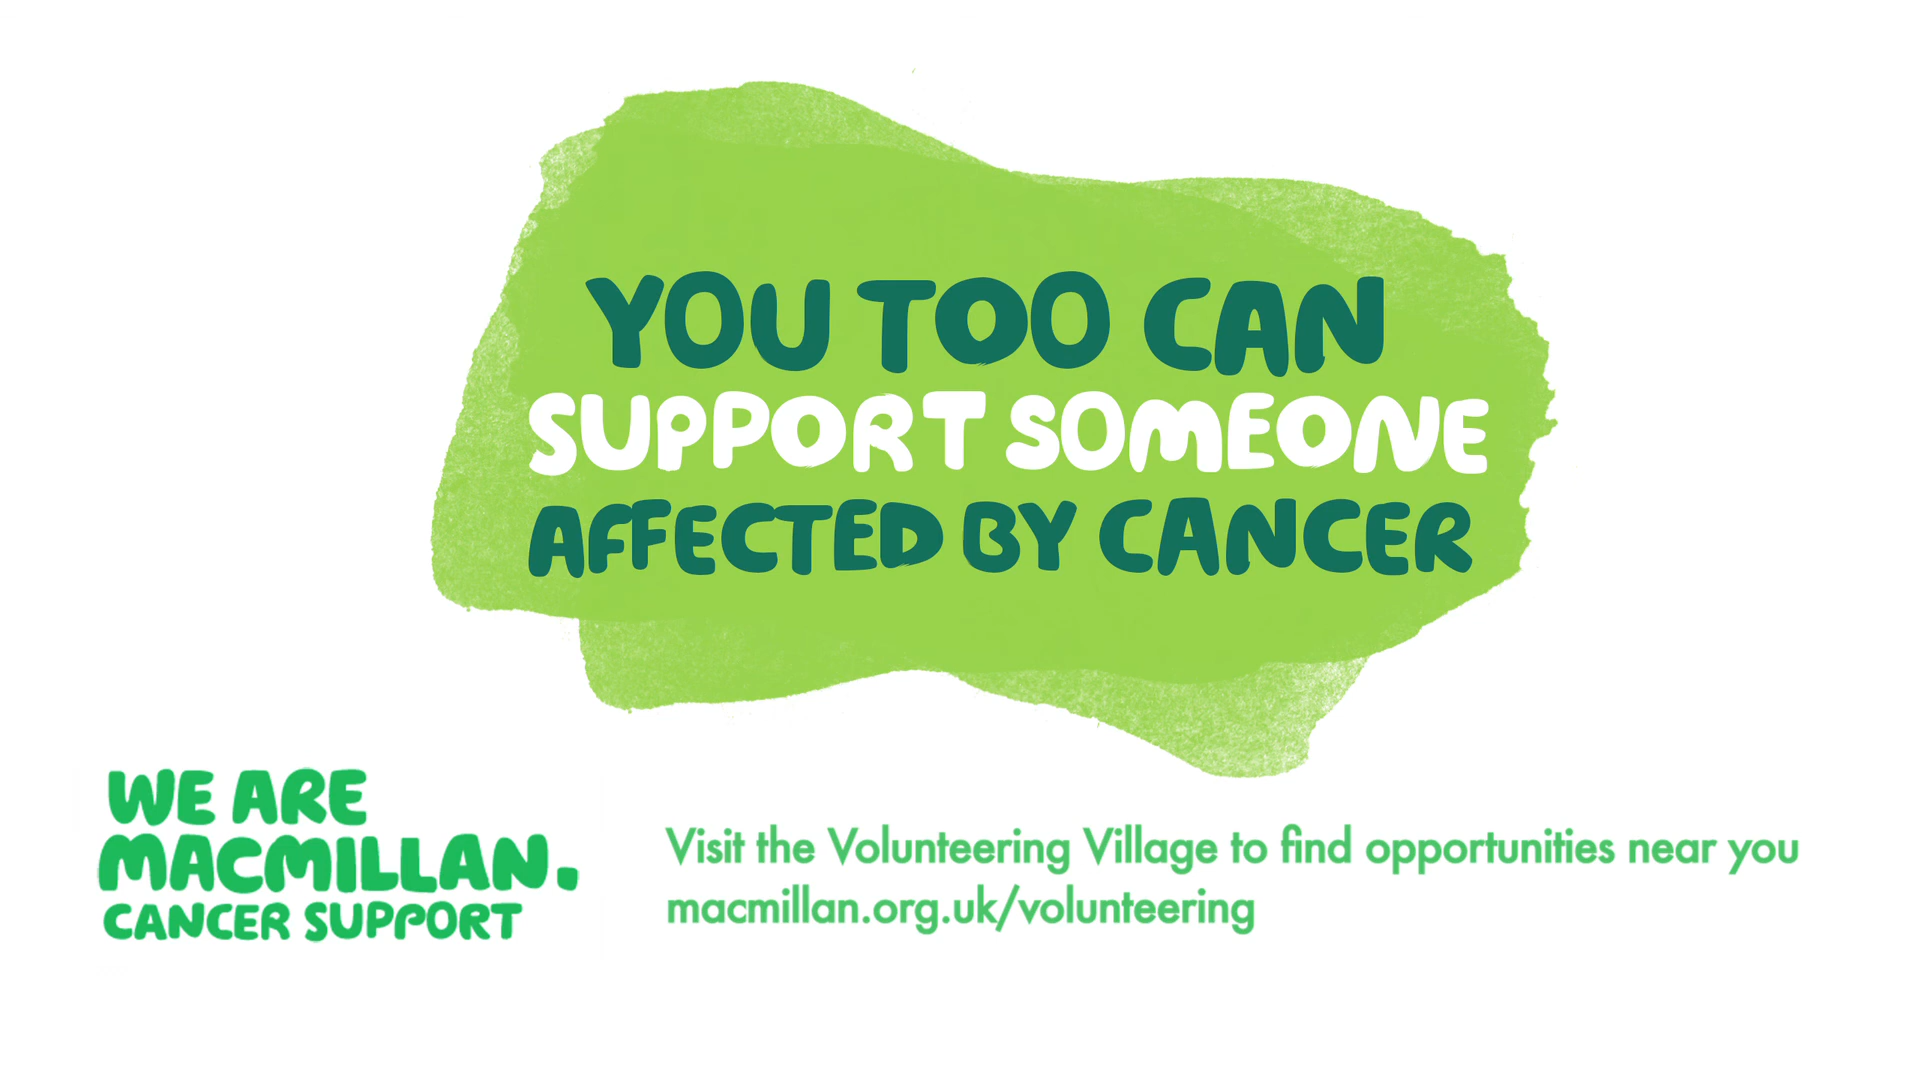 YOU TOO CAN
SUPPORT SOMEONE
AFFECTED BY CANCER
WE ARE
MACMILLAN.
CANCER SUPPORT
Visit the Volunteering Village to find opportunities near you
macmillan.org.uk/volunteering